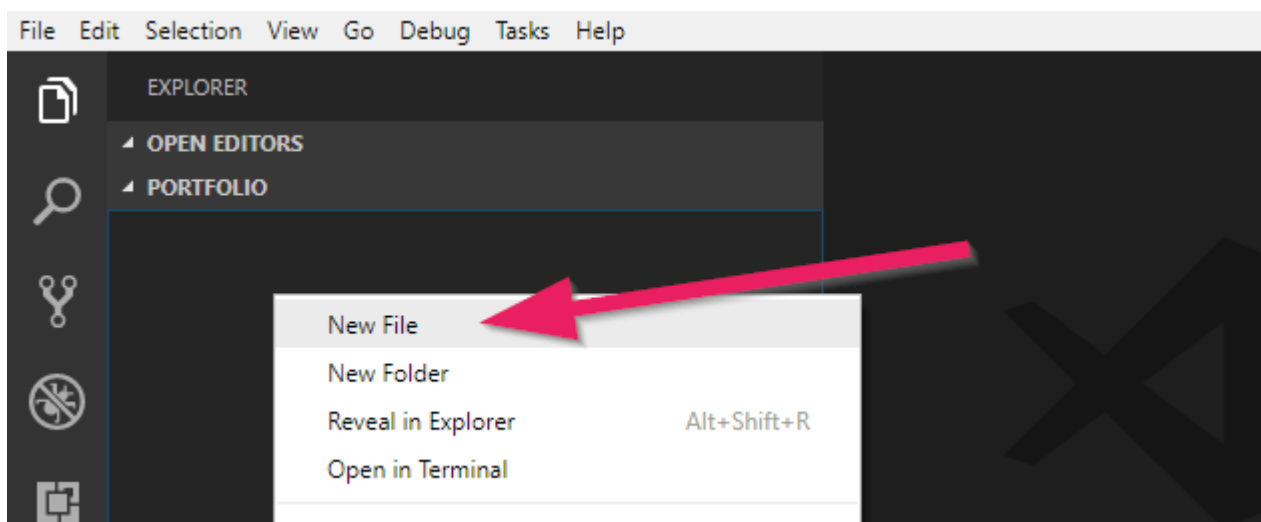 File Edit Selection View Go Debug Tasks Help
EXPLORER
OPEN EDITORS
PORTFOLIO
New File
New Folder
Reveal in Explorer Alt+Shift+R
Open in Terminal